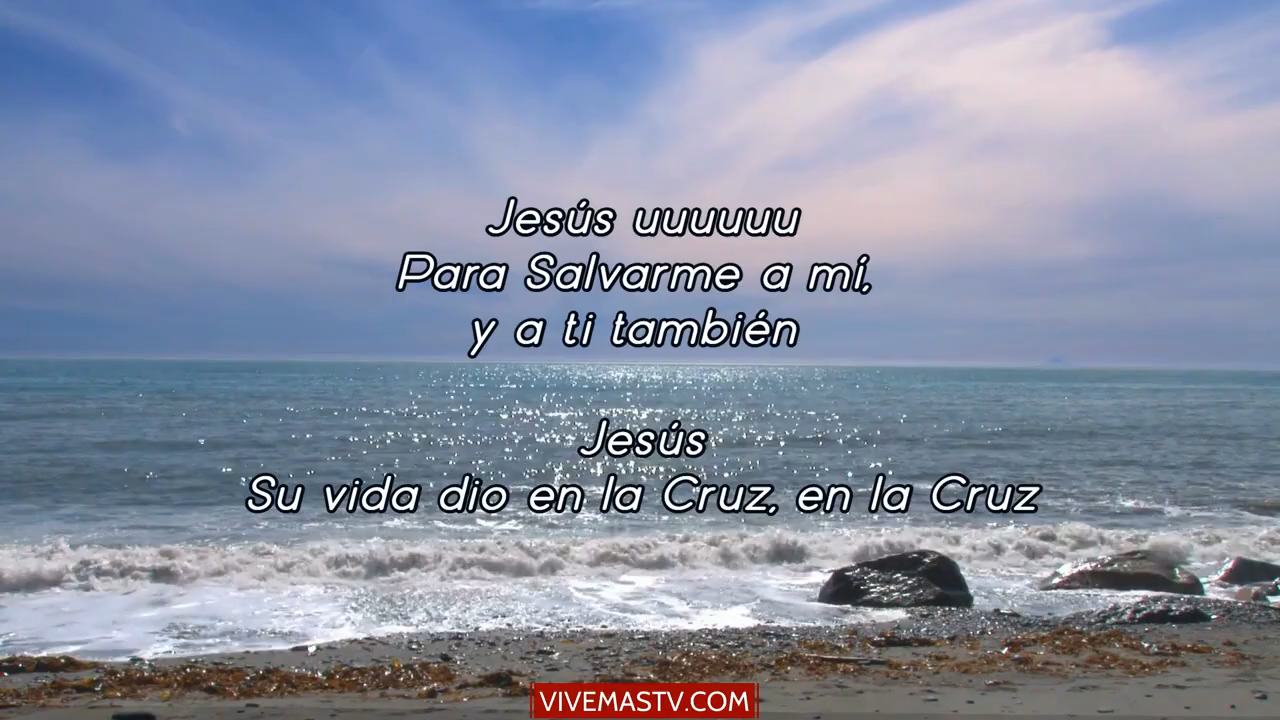 Jesús uuuuuu
Para Salvarme a mí,
y a ti también
Jesús
Su vida dio en la Cruz, en la Cruz
VIVEMASTV.COM